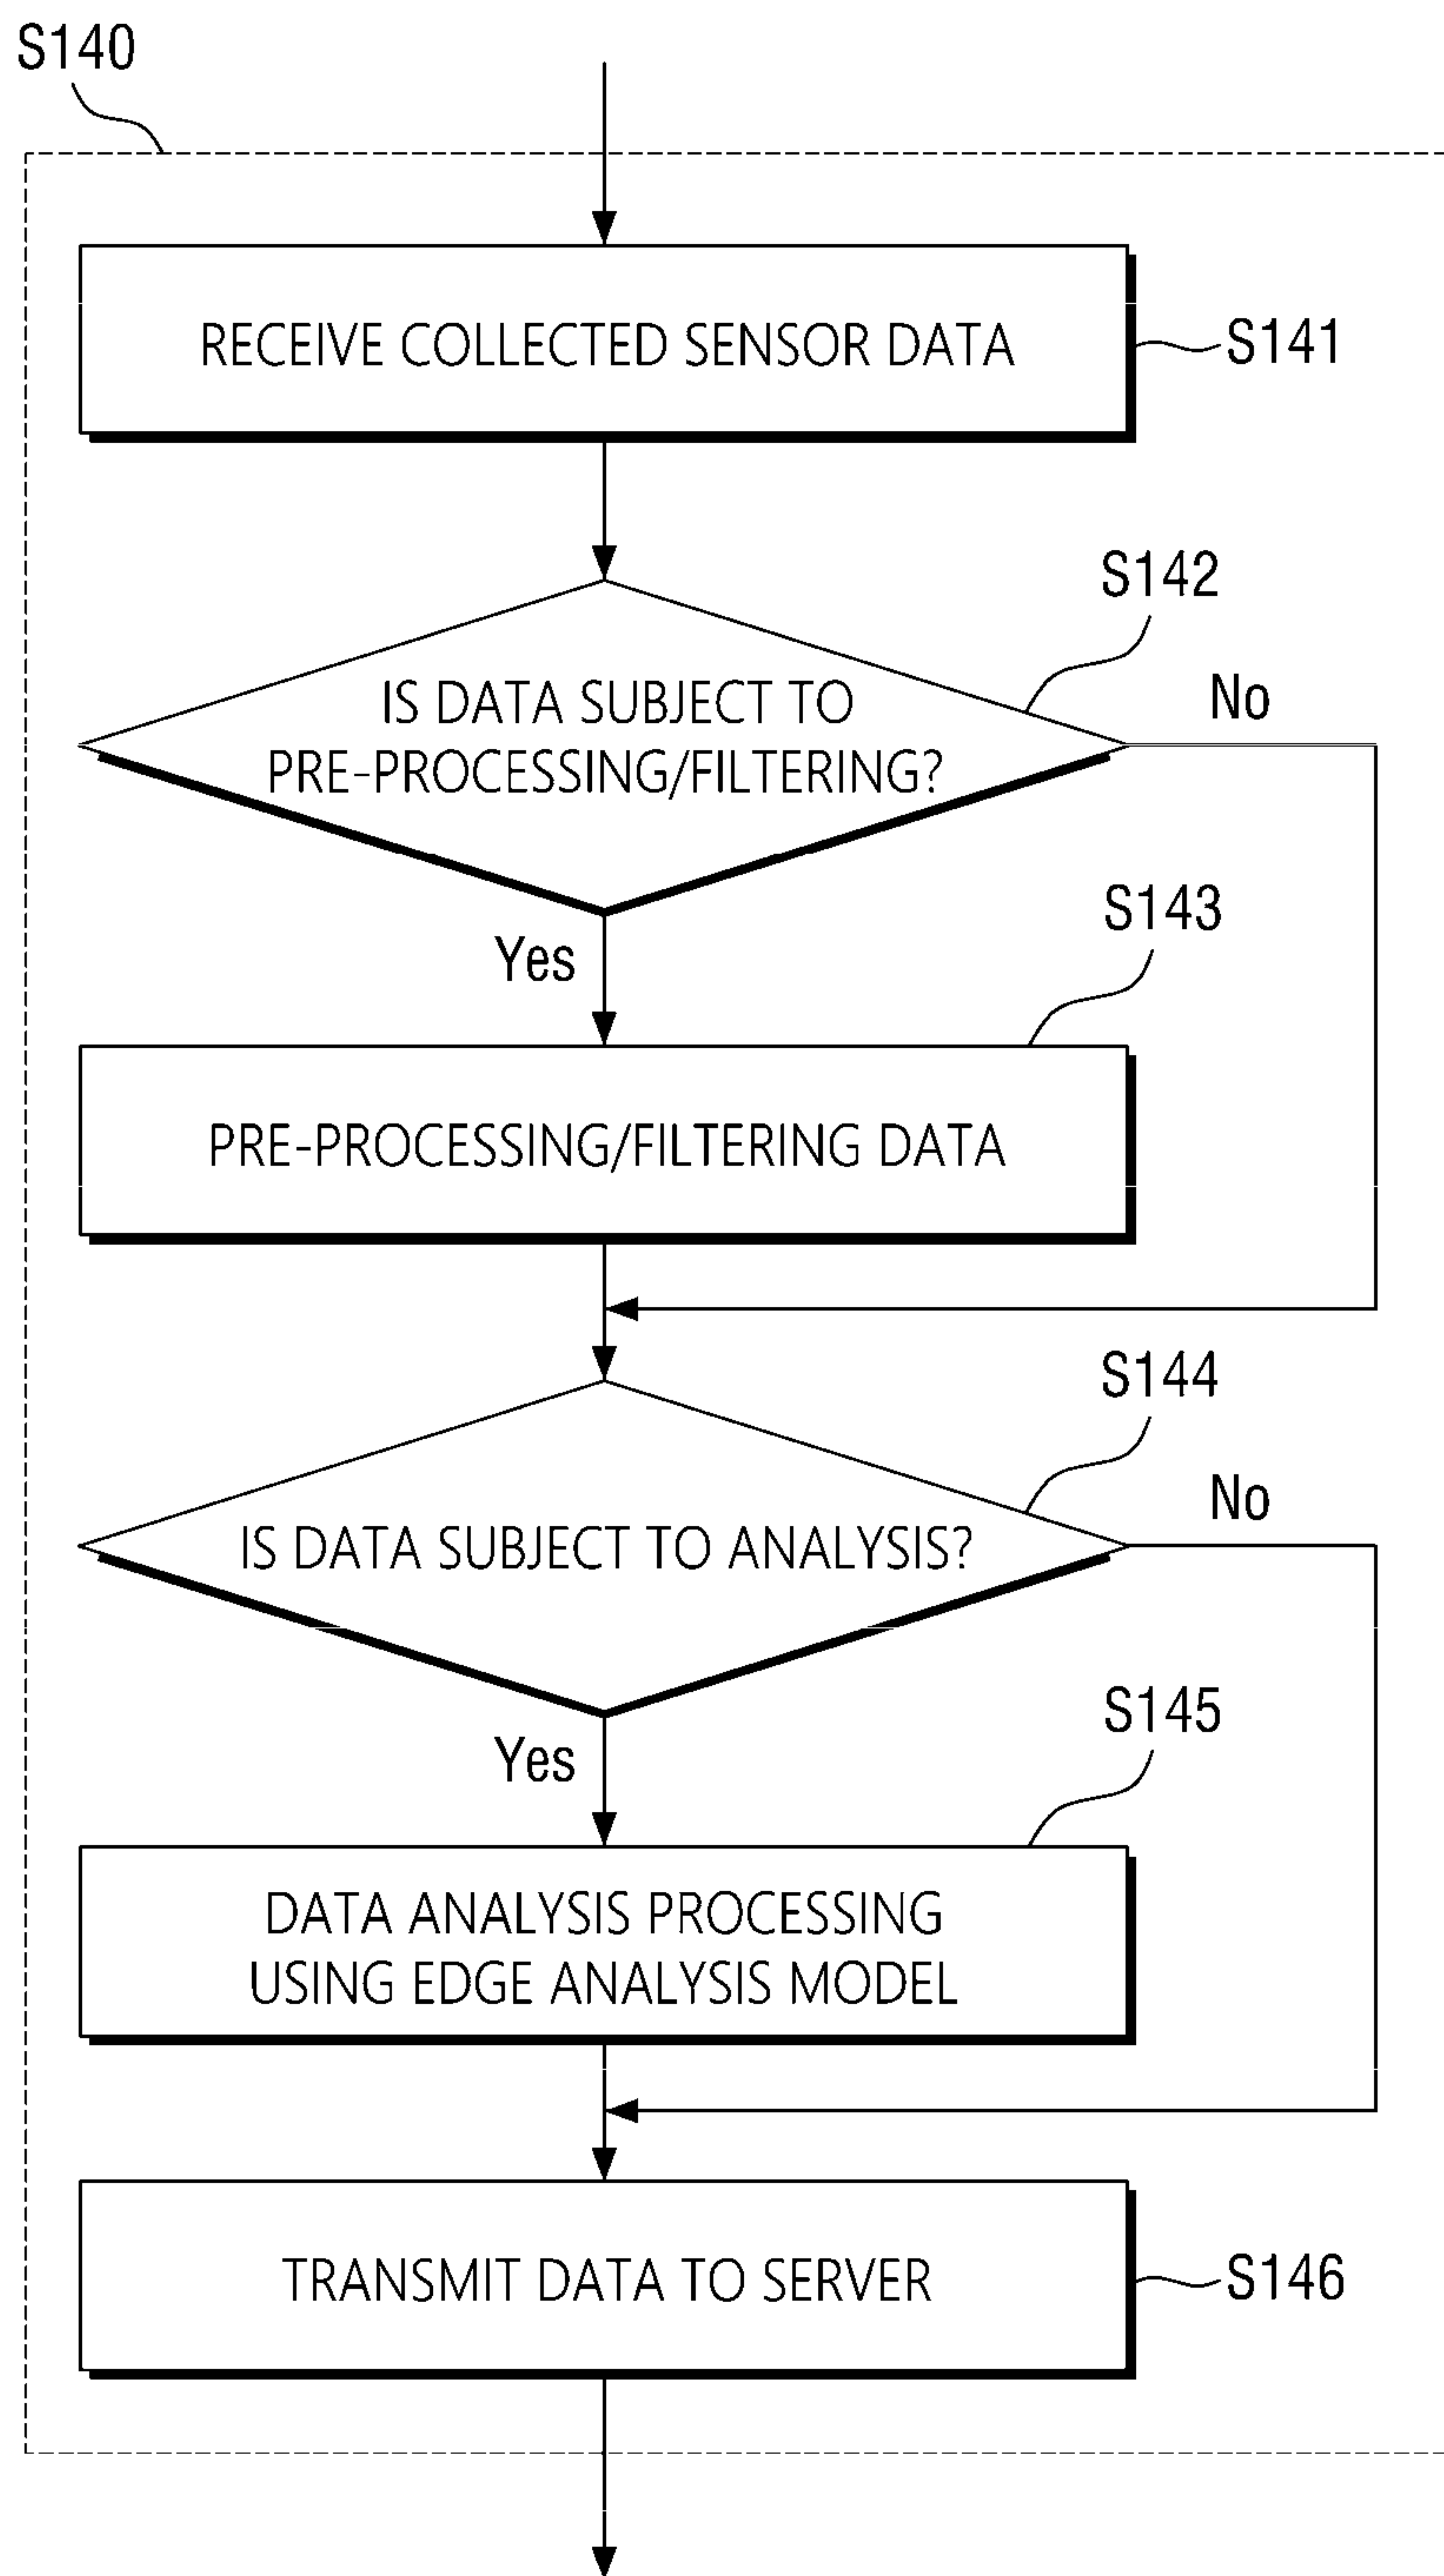 S140
RECEIVE COLLECTED SENSOR DATA
S141
S142
IS DATA SUBJECT TO
PRE-PROCESSING/FILTERING?
No
Yes
S143
PRE-PROCESSING/FILTERING DATA
S144
IS DATA SUBJECT TO ANALYSIS?
No
Yes
S145
DATA ANALYSIS PROCESSING
USING EDGE ANALYSIS MODEL
TRANSMIT DATA TO SERVER
S146